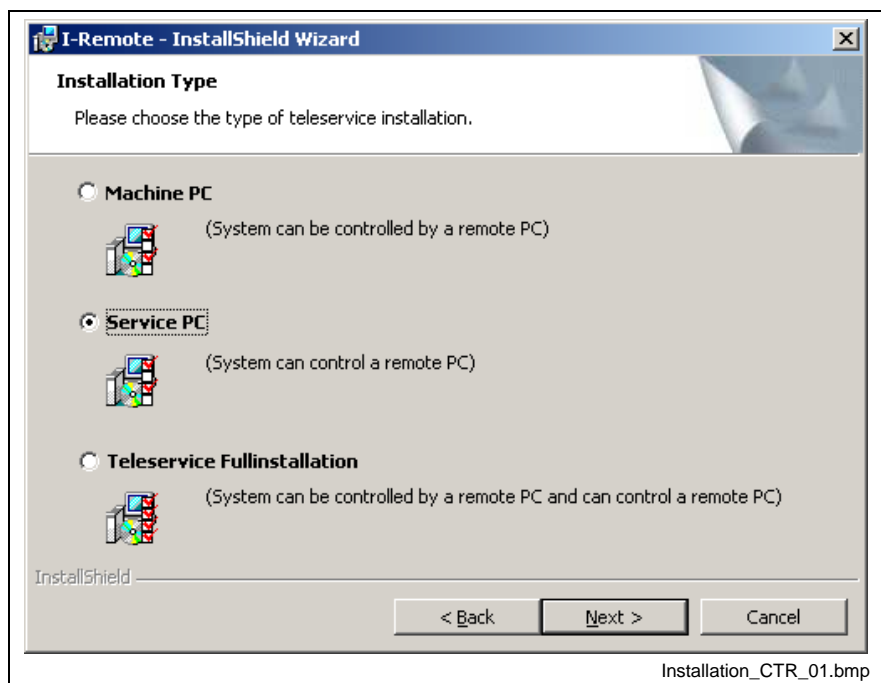 I-Remote - InstallShield Wizard
Installation Type
Please choose the type of teleservice installation.
Machine PC
(System can be controlled by a remote PC)
Service PC
(System can control a remote PC)
Teleservice Fullinstallation
(System can be controlled by a remote PC and can control a remote PC)
InstallShield
< Back Next > Cancel
Installation_CTR_01.bmp